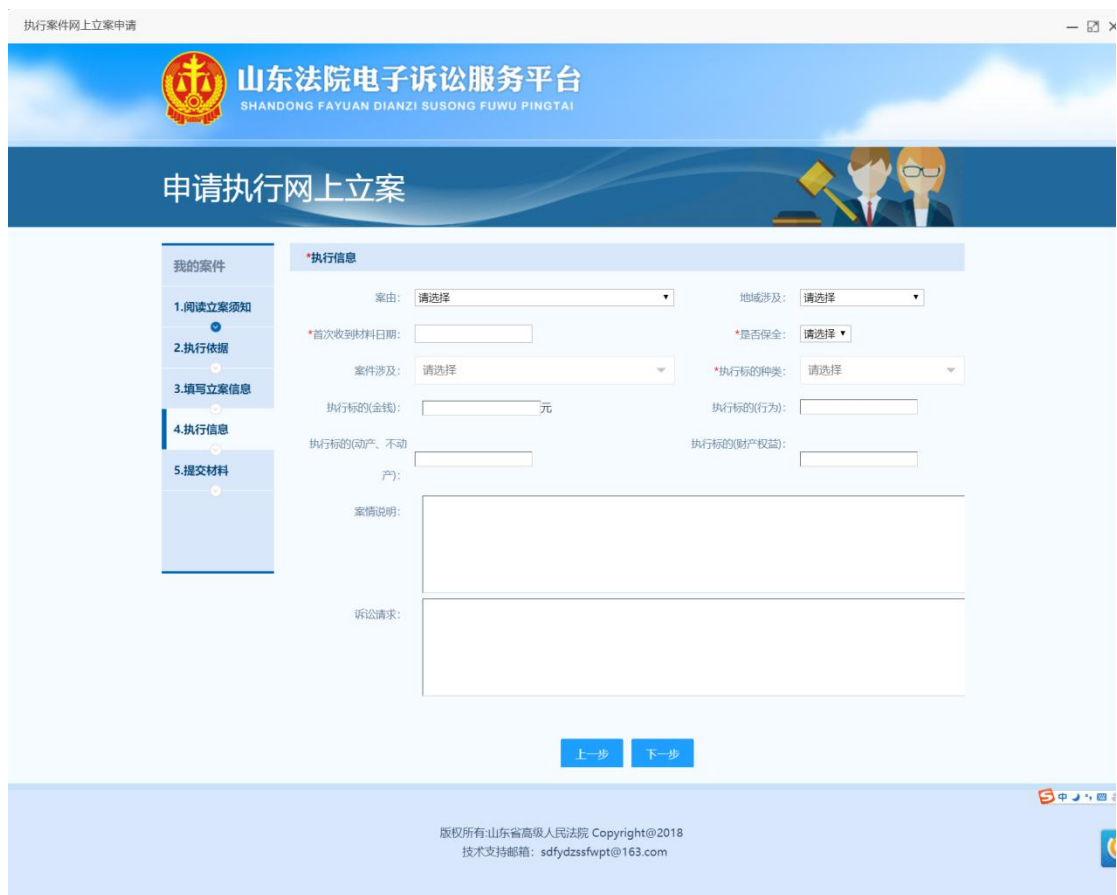 执行案件网上立案申请
山东法院电子诉讼服务平台
SHANDONG FAYUAN DIANZI SUSONG FUWU PINGTAI
申请执行网上立案
我的案件
1.阅读立案须知
2.执行依据
3.填写立案信息
4.执行信息
5.提交材料
*执行信息
案由: 请选择 地域涉及: 请选择
*首次收到材料日期: *是否保全: 请选择
案件涉及: 请选择 *执行标的种类: 请选择
执行标的(金钱): 元 执行标的(行为):
执行标的(动产、不动 执行标的(财产权益):
产):
案情说明:
诉讼请求:
上一步 下一步
中
版权所有:山东省高级人民法院 Copyright@2018
技术支持邮箱：sdfydzssfwpt@163.com